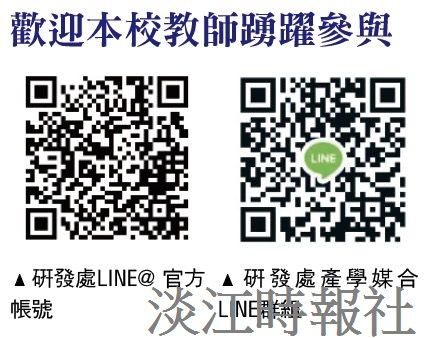 歡迎本校教師踴躍參與
LINE
▲研發處LINE@ 官方
帳號
▲ 研發處產學媒合
LINE群組
淡江時報社